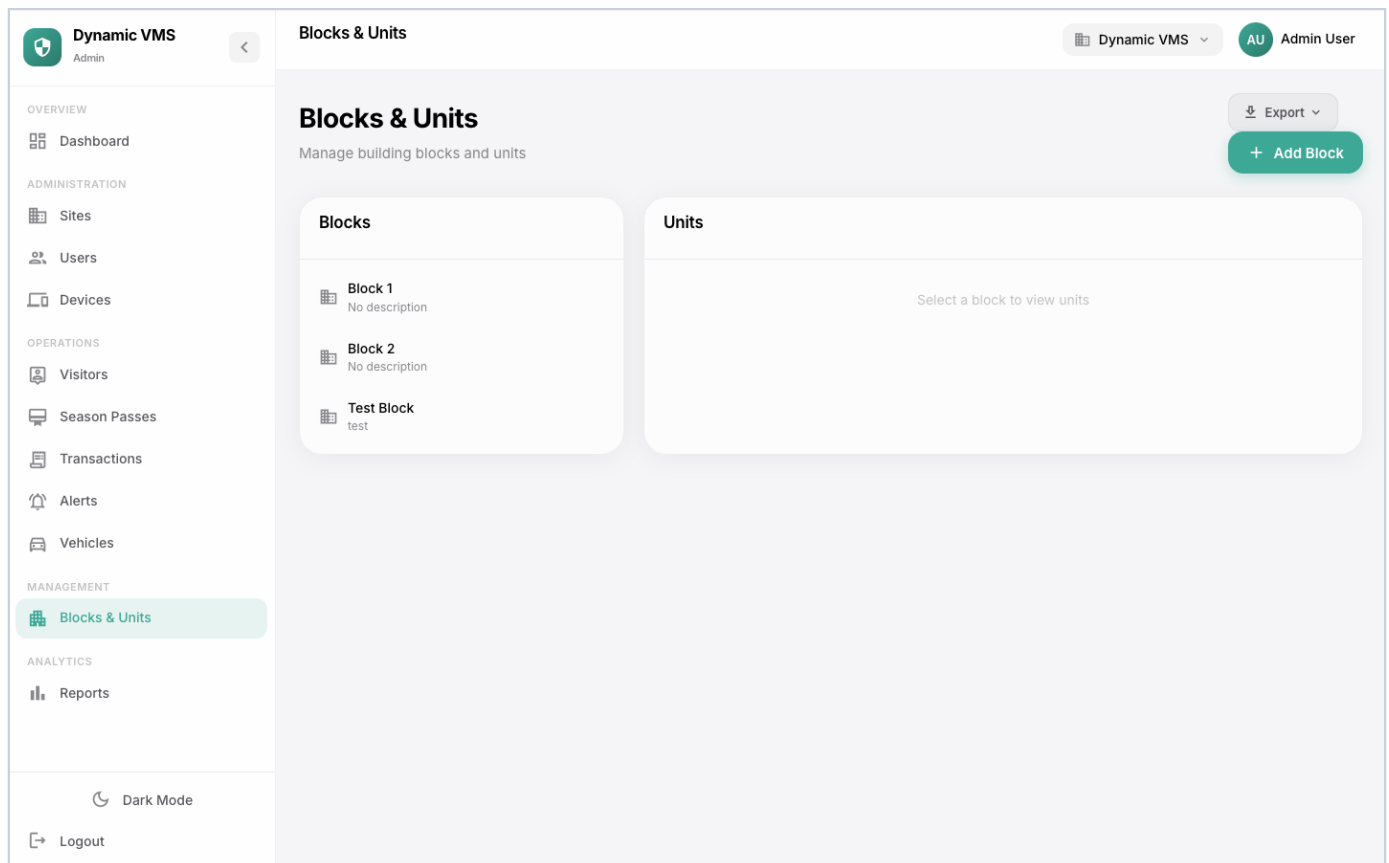 Dynamic VMS
Admin
OVERVIEW
Dashboard
ADMINISTRATION
Sites
Users
Devices
OPERATIONS
Visitors
Season Passes
Transactions
Alerts
Vehicles
MANAGEMENT
Blocks & Units
ANALYTICS
Reports
Dark Mode
Logout
Blocks & Units
Dynamic VMS
AU Admin User
Blocks & Units
Manage building blocks and units
Export
+ Add Block
Blocks
Block 1
No description
Block 2
No description
Test Block
test
Units
Select a block to view units